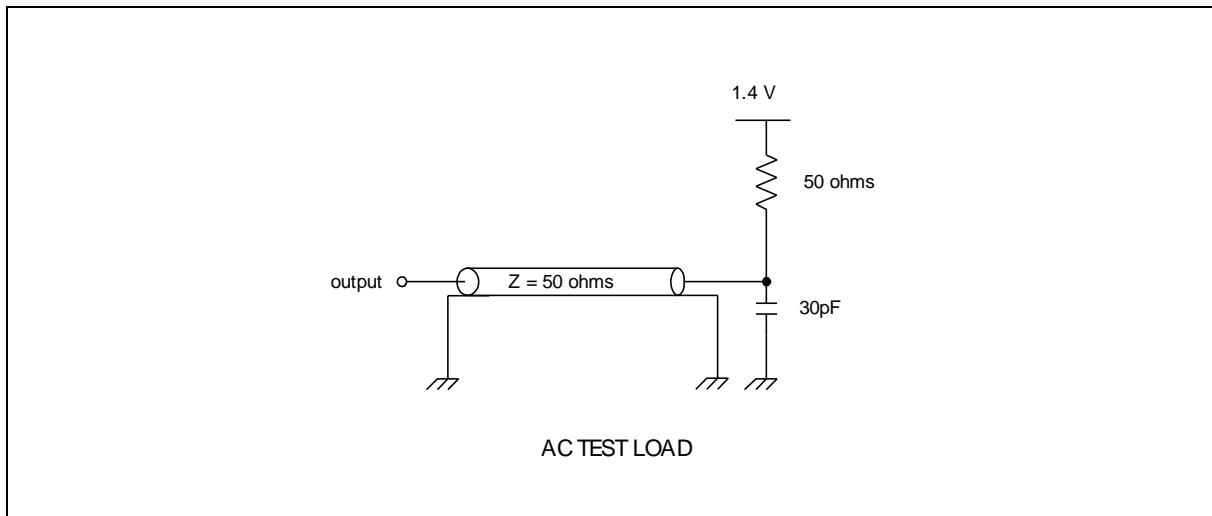 1.4 V
50 ohms
output
Z = 50 ohms
30pF
AC TEST LOAD